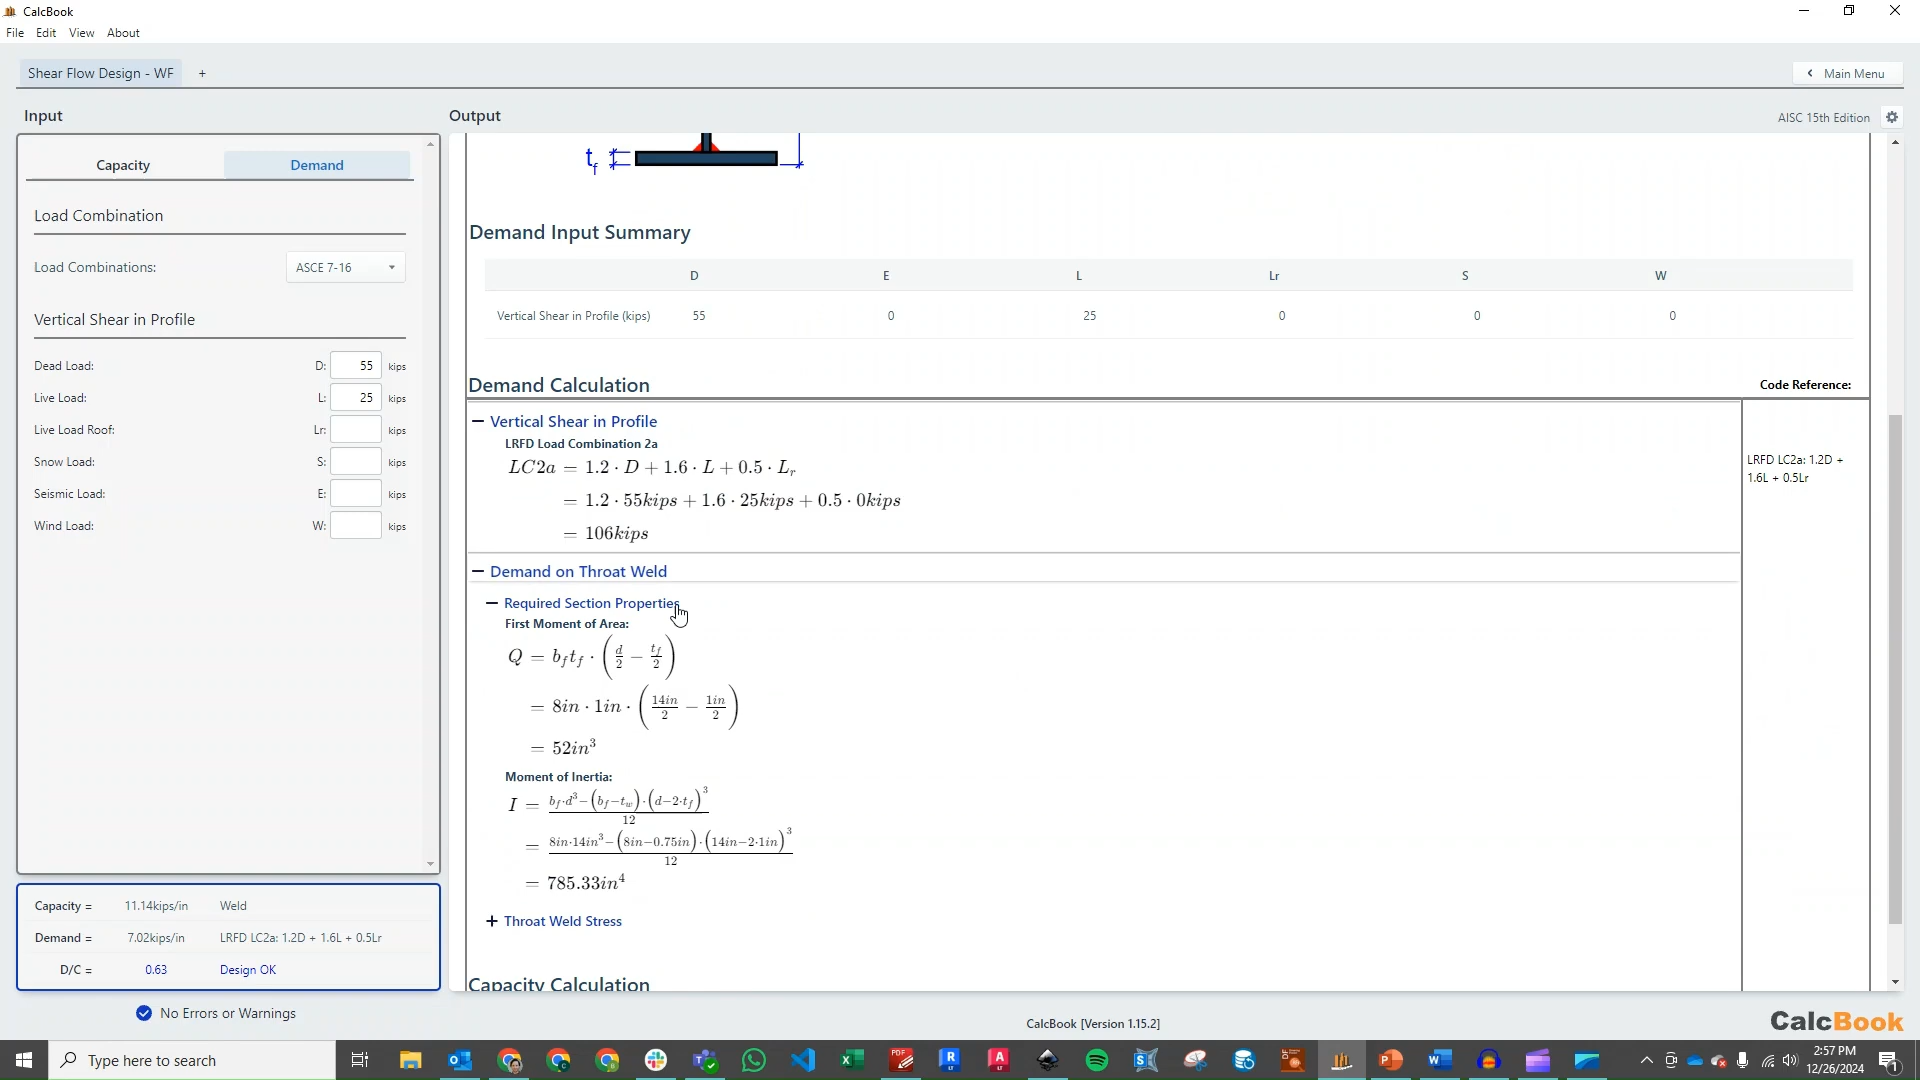 CalcBook
File Edit View About
Shear Flow Design - WF +
Main Menu
Input
Output
AISC 15th Edition
Capacity Demand
Load Combination
Load Combinations: ASCE 7-16
Vertical Shear in Profile
Dead Load: D: 55 kips
Live Load: L: 25 kips
Live Load Roof: Lr: kips
Snow Load: S: kips
Seismic Load: E: kips
Wind Load: W: kips
Capacity = 11.14kips/in Weld
Demand = 7.02kips/in LRFD LC2a: 1.2D + 1.6L + 0.5Lr
D/C = 0.63 Design OK
No Errors or Warnings
t_f
Demand Input Summary
D E L Lr S W
Vertical Shear in Profile (kips) 55 0 25 0 0 0
Demand Calculation
Code Reference:
Vertical Shear in Profile
LRFD Load Combination 2a
LC2a = 1.2 · D + 1.6 · L + 0.5 · L_r
= 1.2 · 55kips + 1.6 · 25kips + 0.5 · 0kips
= 106kips
LRFD LC2a: 1.2D +
1.6L + 0.5Lr
Demand on Throat Weld
Required Section Properties
First Moment of Area:
Q = b_f t_f · (d/2 − t_f/2)
= 8in · 1in · (14in/2 − 1in/2)
= 52in³
Moment of Inertia:
I = (b_f·d³−(b_f−t_w)·(d−2·t_f)³)/12
= (8in·14in³−(8in−0.75in)·(14in−2·1in)³)/12
= 785.33in⁴
+ Throat Weld Stress
Capacity Calculation
CalcBook [Version 1.15.2]
CalcBook
Type here to search
2:57 PM
12/26/2024